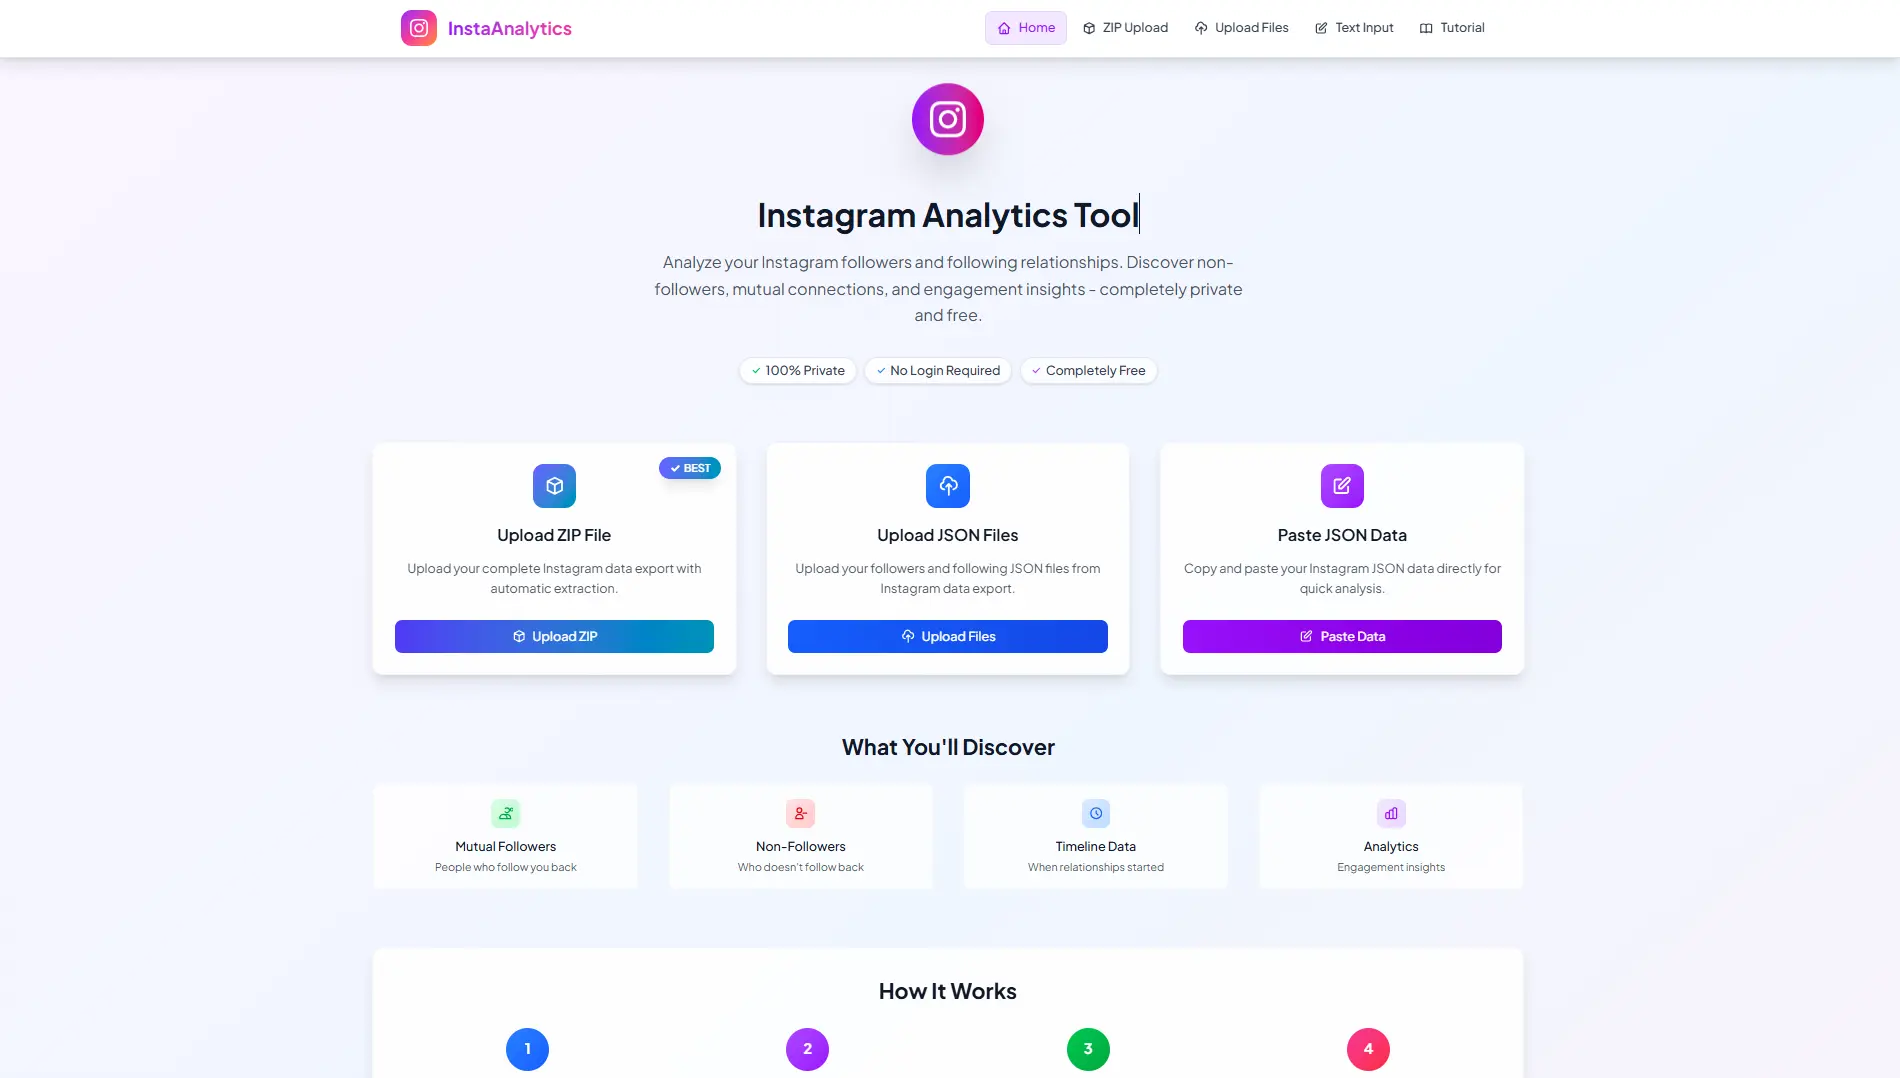 InstaAnalytics
Home
ZIP Upload
Upload Files
Text Input
Tutorial
Instagram Analytics Tool
Analyze your Instagram followers and following relationships. Discover non-
followers, mutual connections, and engagement insights - completely private
and free.
100% Private
No Login Required
Completely Free
BEST
Upload ZIP File
Upload your complete Instagram data export with
automatic extraction.
Upload ZIP
Upload JSON Files
Upload your followers and following JSON files from
Instagram data export.
Upload Files
Paste JSON Data
Copy and paste your Instagram JSON data directly for
quick analysis.
Paste Data
What You'll Discover
Mutual Followers
People who follow you back
Non-Followers
Who doesn't follow back
Timeline Data
When relationships started
Analytics
Engagement insights
How It Works
1
2
3
4